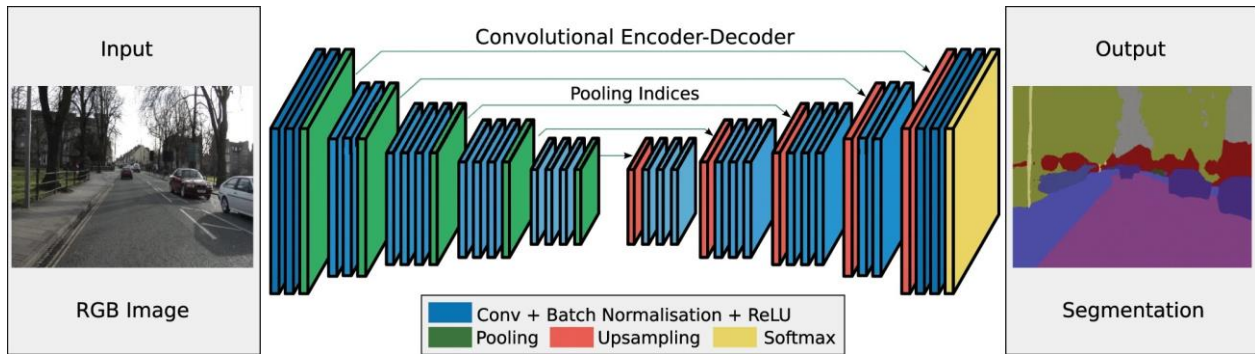 Input
RGB Image
Convolutional Encoder-Decoder
Pooling Indices
Conv + Batch Normalisation + ReLU
Pooling Upsampling Softmax
Output
Segmentation